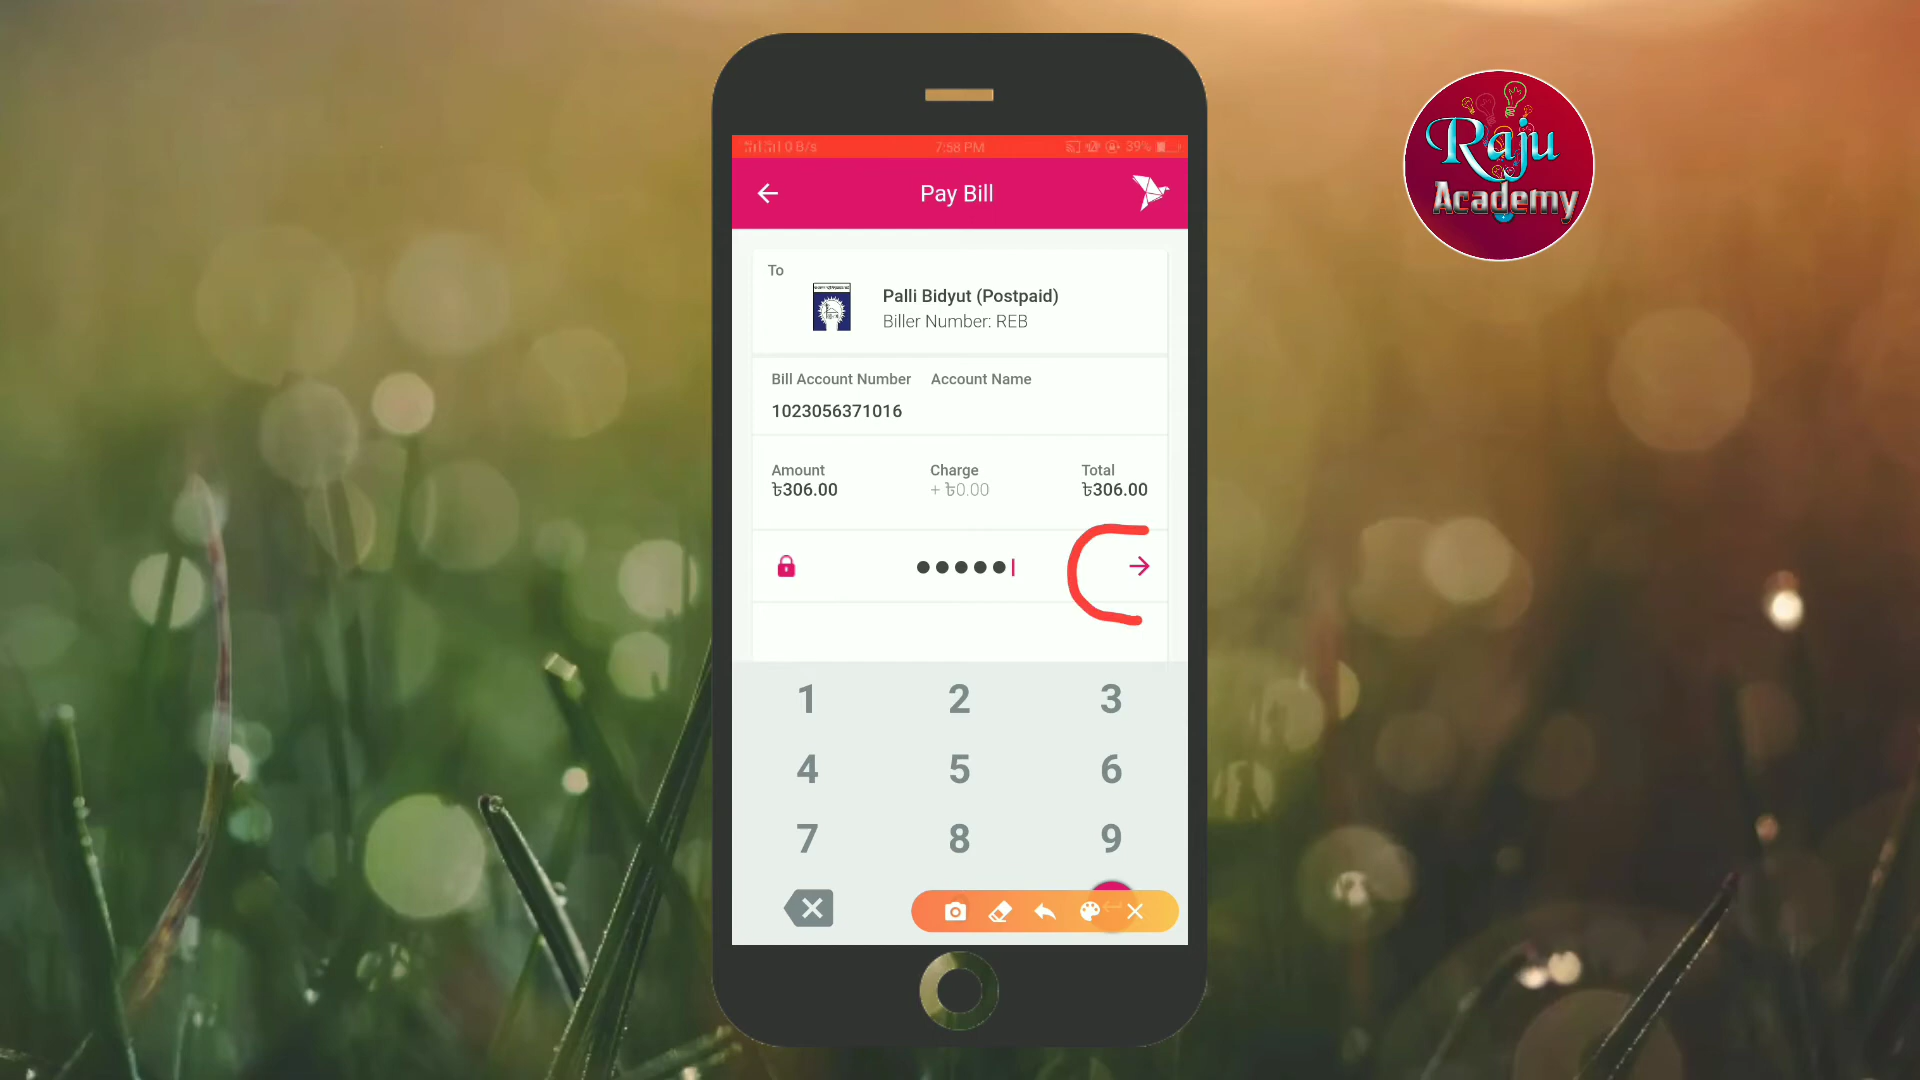 0 B/s 7:58 PM 39%
Pay Bill
Raju
Academy
To
Palli Bidyut (Postpaid)
Biller Number: REB
Bill Account Number Account Name
1023056371016
Amount Charge Total
৳306.00 + ৳0.00 ৳306.00
1 2 3
4 5 6
7 8 9